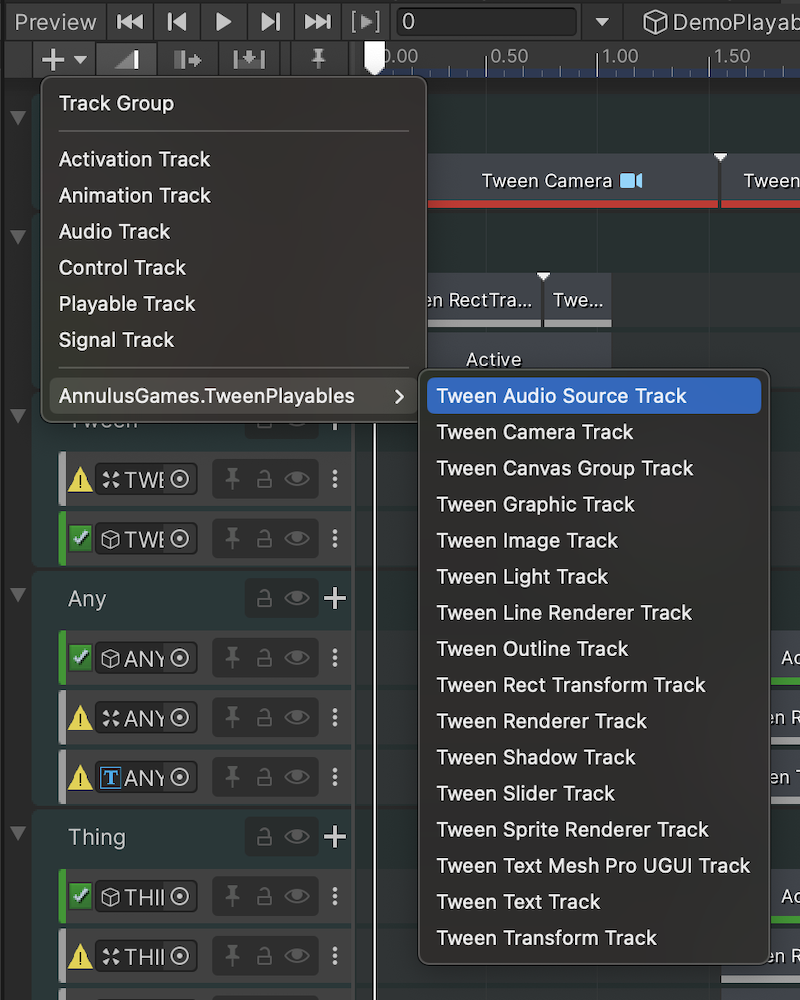 Preview
0
DemoPlayab
0.00
0.50
1.00
1.50
Track Group
Activation Track
Animation Track
Audio Track
Control Track
Playable Track
Signal Track
AnnulusGames.TweenPlayables
Tween Camera
Tween
en RectTra...
Twe...
Active
Tween Audio Source Track
Tween Camera Track
Tween Canvas Group Track
Tween Graphic Track
Tween Image Track
Tween Light Track
Tween Line Renderer Track
Tween Outline Track
Tween Rect Transform Track
Tween Renderer Track
Tween Shadow Track
Tween Slider Track
Tween Sprite Renderer Track
Tween Text Mesh Pro UGUI Track
Tween Text Track
Tween Transform Track
Tween
TWE
TWE
Any
ANY
Ac
ANY
en R
T ANY
en T
Thing
THI
Ac
THI
en R